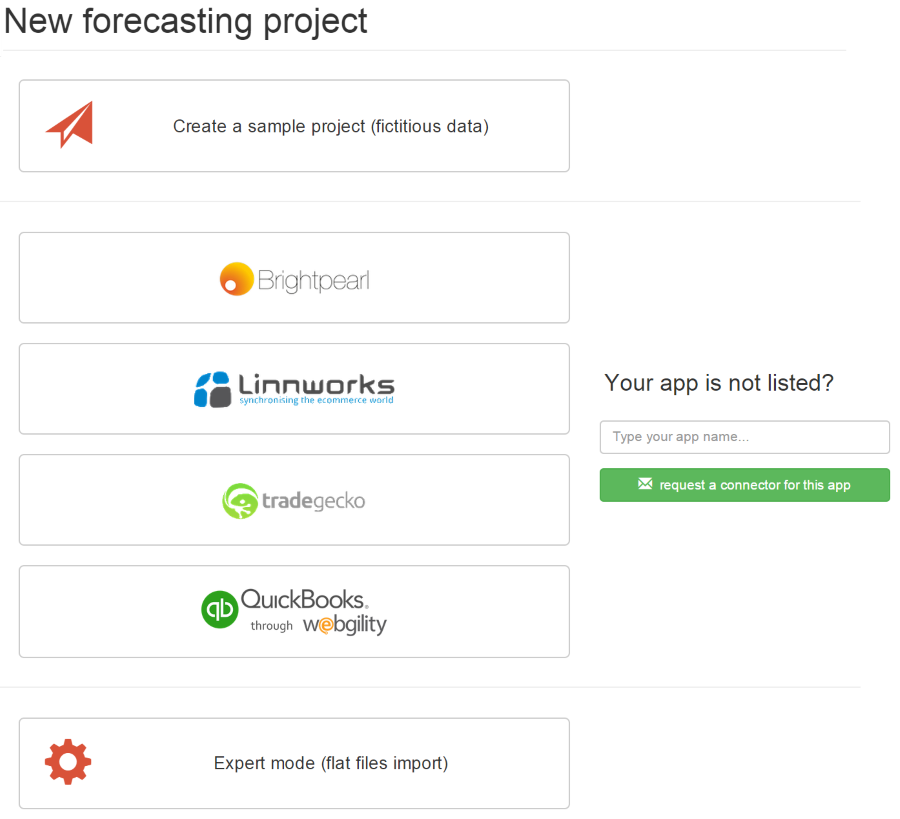 New forecasting project
Create a sample project (fictitious data)
Brightpearl
Linnworks
synchronising the ecommerce world
tradegecko
qb QuickBooks.
through webgility
Your app is not listed?
Type your app name...
request a connector for this app
Expert mode (flat files import)